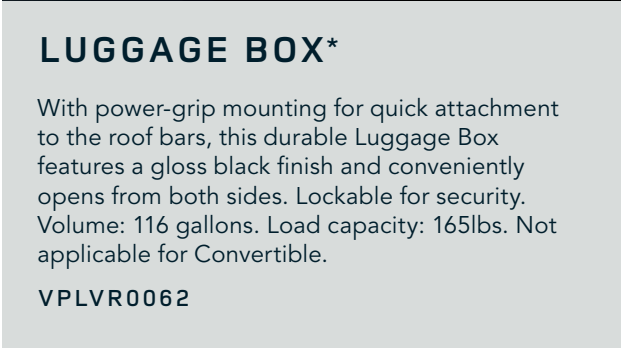 LUGGAGE BOX*
With power-grip mounting for quick attachment
to the roof bars, this durable Luggage Box
features a gloss black finish and conveniently
opens from both sides. Lockable for security.
Volume: 116 gallons. Load capacity: 165lbs. Not
applicable for Convertible.
VPLVR0062